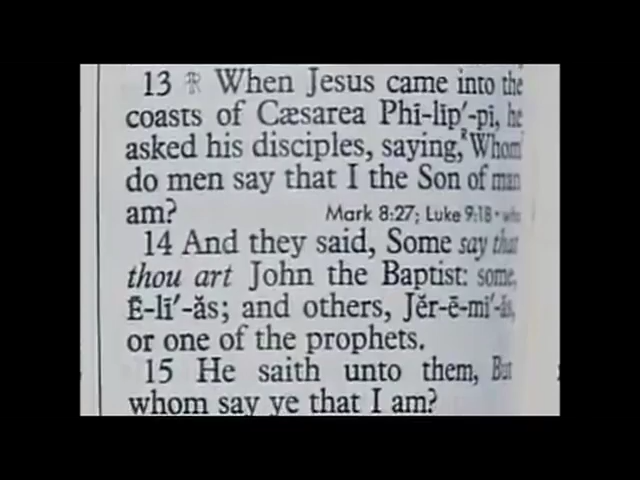 13 When Jesus came into the
coasts of Cæsarea Phī-lĭp′-pī, he
asked his disciples, saying, Whom
do men say that I the Son of man
am? Mark 8:27; Luke 9:18
14 And they said, Some say that
thou art John the Baptist: some,
Ē-lī′-ăs; and others, Jĕr-ē-mī′-ăs,
or one of the prophets.
15 He saith unto them, But
whom say ye that I am?